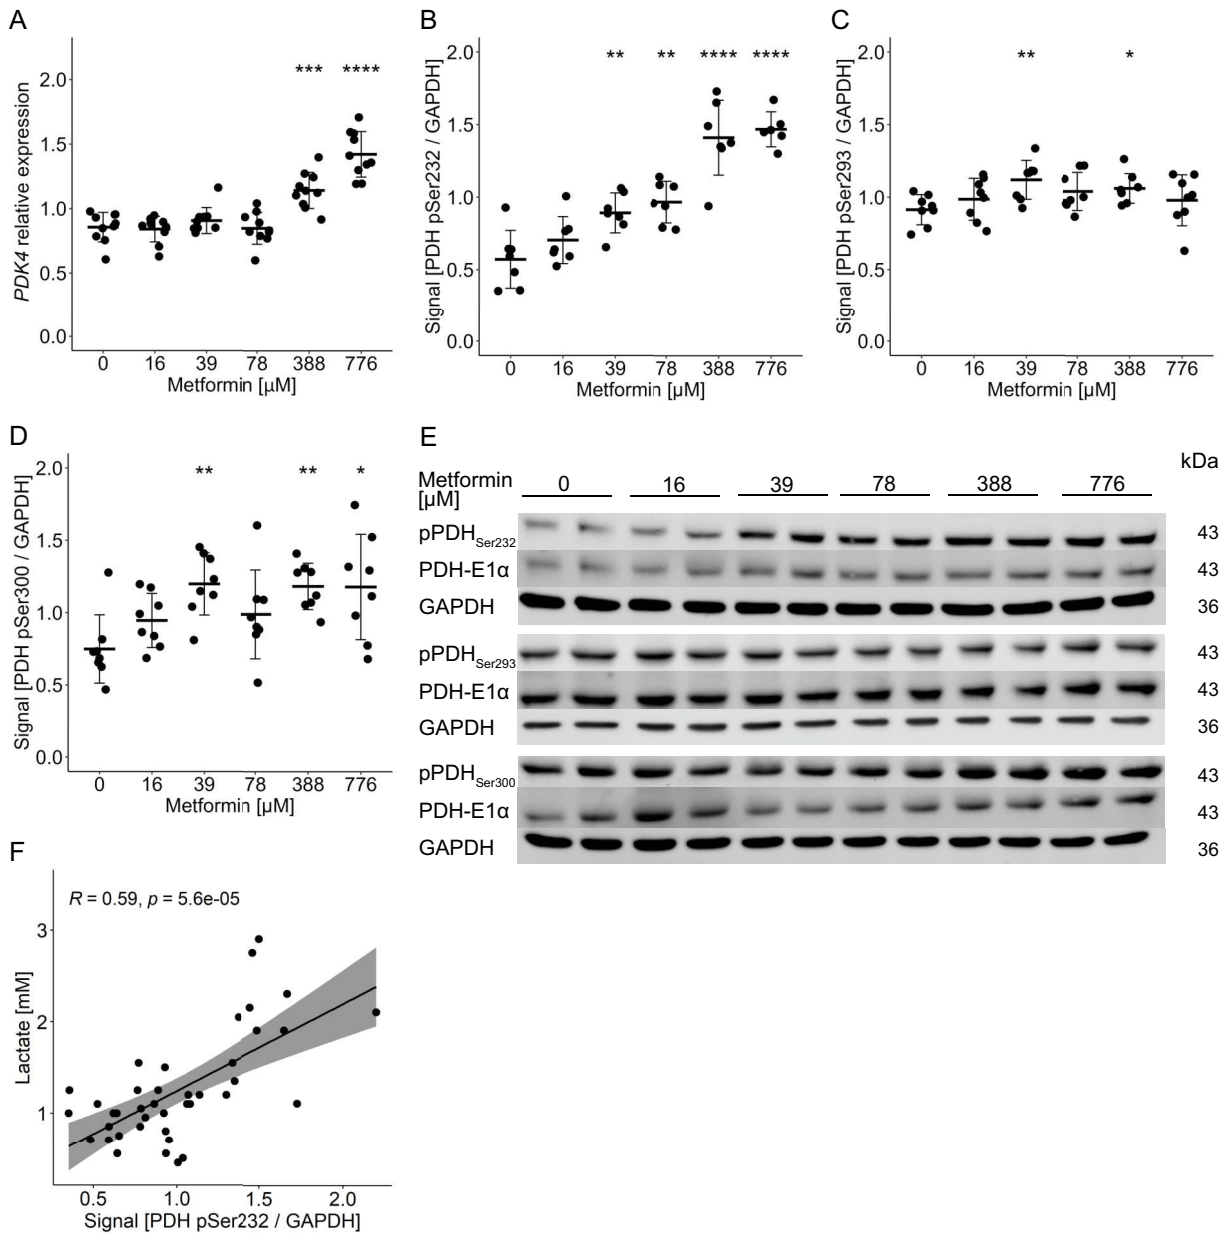 A
PDK4 relative expression
2.0
1.5
1.0
0.5
0.0
*** ****
0 16 39 78 388 776
Metformin [µM]
B
Signal [PDH pSer232 / GAPDH]
2.0
1.5
1.0
0.5
0.0
** ** **** ****
0 16 39 78 388 776
Metformin [µM]
C
Signal [PDH pSer293 / GAPDH]
2.0
1.5
1.0
0.5
0.0
** *
0 16 39 78 388 776
Metformin [µM]
D
Signal [PDH pSer300 / GAPDH]
2.0
1.5
1.0
0.5
0.0
** ** *
0 16 39 78 388 776
Metformin [µM]
E
kDa
Metformin
[µM]
0 16 39 78 388 776
pPDHSer232 43
PDH-E1α 43
GAPDH 36
pPDHSer293 43
PDH-E1α 43
GAPDH 36
pPDHSer300 43
PDH-E1α 43
GAPDH 36
F
R = 0.59, p = 5.6e-05
Lactate [mM]
3
2
1
0.5 1.0 1.5 2.0
Signal [PDH pSer232 / GAPDH]